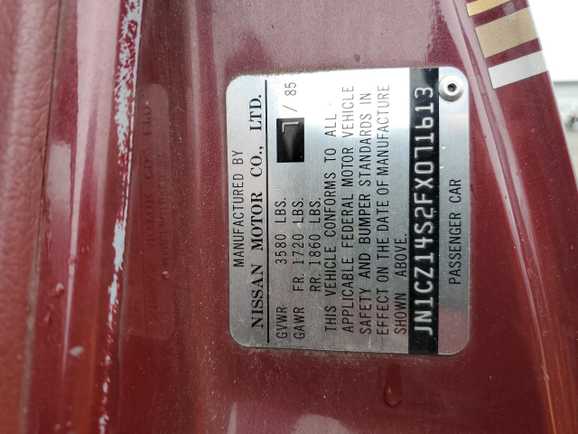 MANUFACTURED BY
NISSAN MOTOR CO., LTD.
7 / 85
GVWR 3580 LBS.
GAWR FR. 1720 LBS.
RR. 1860 LBS.
THIS VEHICLE CONFORMS TO ALL
APPLICABLE FEDERAL MOTOR VEHICLE
SAFETY AND BUMPER STANDARDS IN
EFFECT ON THE DATE OF MANUFACTURE
SHOWN ABOVE.
JN1CZ14S2FX071613
PASSENGER CAR